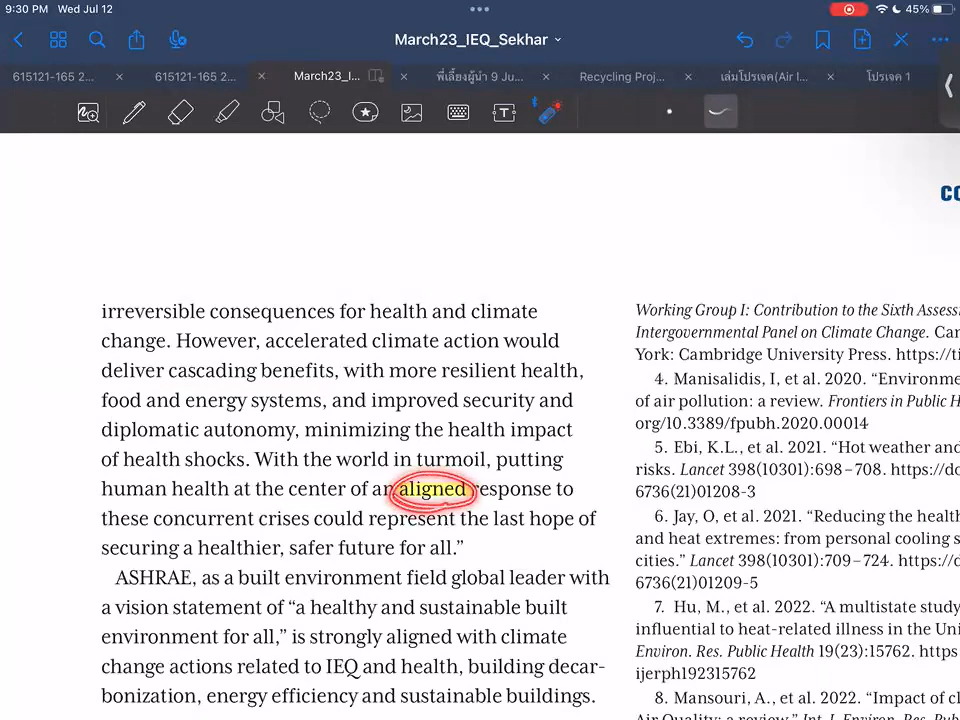 9:30 PM Wed Jul 12
45%
March23_IEQ_Sekhar
615121-165 2...
615121-165 2...
March23_I...
พี่เลี้ยงผู้นำ 9 Ju...
Recycling Proj...
เล่มโปรเจค(Air l...
โปรเจค 1
irreversible consequences for health and climate
change. However, accelerated climate action would
deliver cascading benefits, with more resilient health,
food and energy systems, and improved security and
diplomatic autonomy, minimizing the health impact
of health shocks. With the world in turmoil, putting
human health at the center of an aligned response to
these concurrent crises could represent the last hope of
securing a healthier, safer future for all.”
ASHRAE, as a built environment field global leader with
a vision statement of “a healthy and sustainable built
environment for all,” is strongly aligned with climate
change actions related to IEQ and health, building decar-
bonization, energy efficiency and sustainable buildings.
CO
Working Group I: Contribution to the Sixth Assess
Intergovernmental Panel on Climate Change. Cam
York: Cambridge University Press. https://ti
4. Manisalidis, I, et al. 2020. “Environme
of air pollution: a review. Frontiers in Public H
org/10.3389/fpubh.2020.00014
5. Ebi, K.L., et al. 2021. “Hot weather and
risks. Lancet 398(10301):698–708. https://do
6736(21)01208-3
6. Jay, O, et al. 2021. “Reducing the health
and heat extremes: from personal cooling s
cities.” Lancet 398(10301):709–724. https://d
6736(21)01209-5
7. Hu, M., et al. 2022. “A multistate study
influential to heat-related illness in the Uni
Environ. Res. Public Health 19(23):15762. https
ijerph192315762
8. Mansouri, A., et al. 2022. “Impact of cl
Air Quality: a review.” Int. J. Environ. Res. Pub